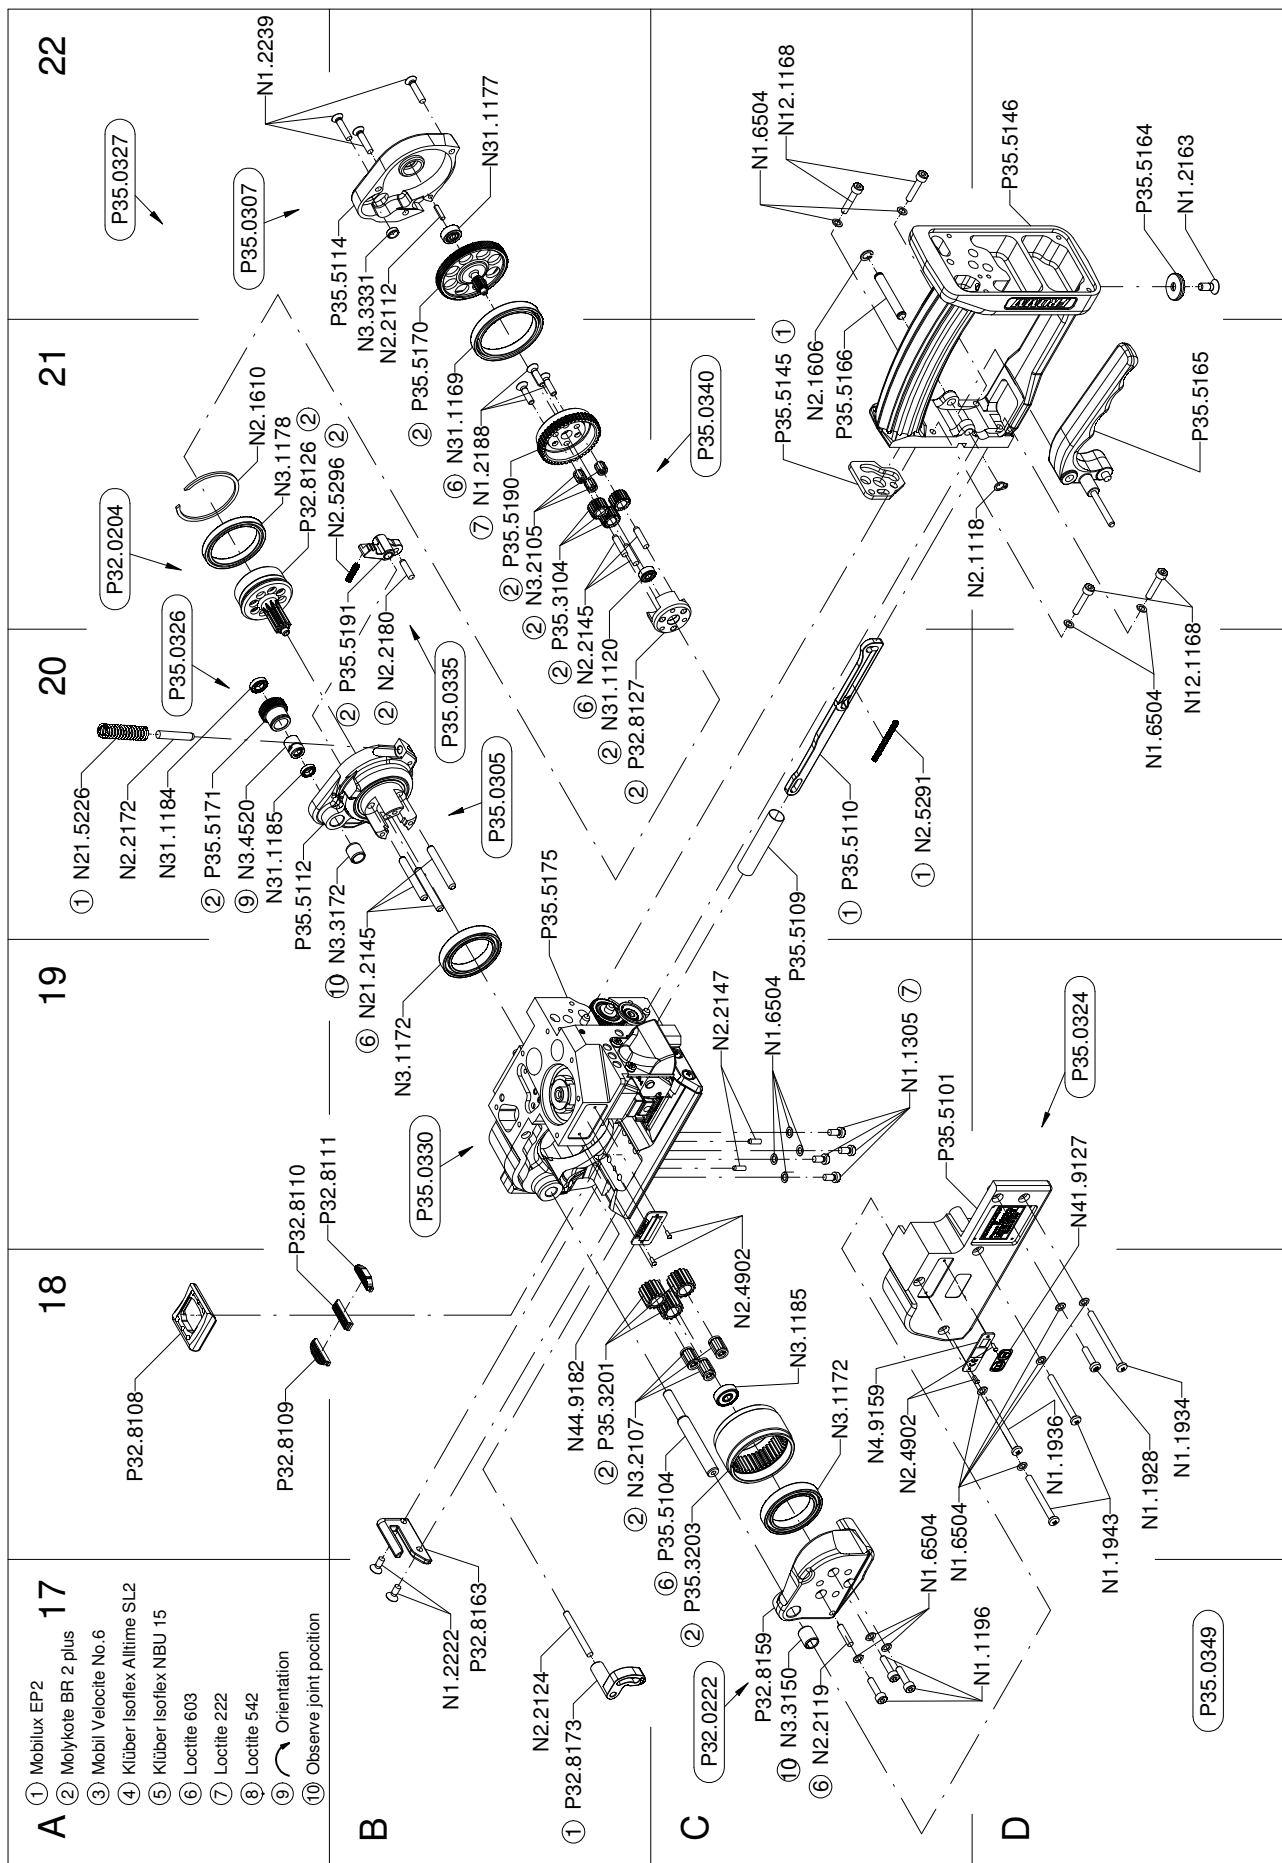 A
17
18
19
20
21
22
① Mobilux EP2
② Molykote BR 2 plus
③ Mobil Velocite No.6
④ Klüber Isoflex Alltime SL2
⑤ Klüber Isoflex NBU 15
⑥ Loctite 603
⑦ Loctite 222
⑧ Loctite 542
⑨ Orientation
⑩ Observe joint position
P32.8108
P32.8109
P32.8110
P32.8111
① N21.5226
N2.2172
N31.1184
② P35.5171
⑨ N3.4520
N31.1185
P35.5112
⑩ N3.3172
⑥ N21.2145
N3.1172
P35.0326
P32.0204
N2.1610
N3.1178
P32.8126 ②
N2.5296 ②
② P35.5191
② N2.2180
P35.0335
P35.0305
P35.0327
P35.0307
N1.2239
P35.5114
N3.3331
N2.2112
N31.1177
② P35.5170
⑥ N31.1169
⑦ N1.2188
② P35.5190
② N3.2105
② P35.3104
⑥ N2.2145
② N31.1120
② P32.8127
P35.0340
B
N1.2222
P32.8163
N2.2124
① P32.8173
P35.0330
P35.5175
N44.9182
② P35.3201
② N3.2107
⑥ P35.5104
② P35.3203
N2.4902
N3.1185
N3.1172
C
P32.0222
P32.8159
⑩ N3.3150
⑥ N2.2119
N1.6504
N1.1196
N2.2147
N1.6504
N1.1305 ⑦
P35.5109
① P35.5110
① N2.5291
P35.5145 ①
N2.1606
P35.5166
N1.6504
N12.1168
P35.5146
P35.5164
N1.2163
P35.5165
N2.1118
N1.6504
N12.1168
D
P35.0324
P35.5101
N41.9127
N4.9159
N2.4902
N1.6504
N1.1936
N1.1943
N1.1928
N1.1934
P35.0349